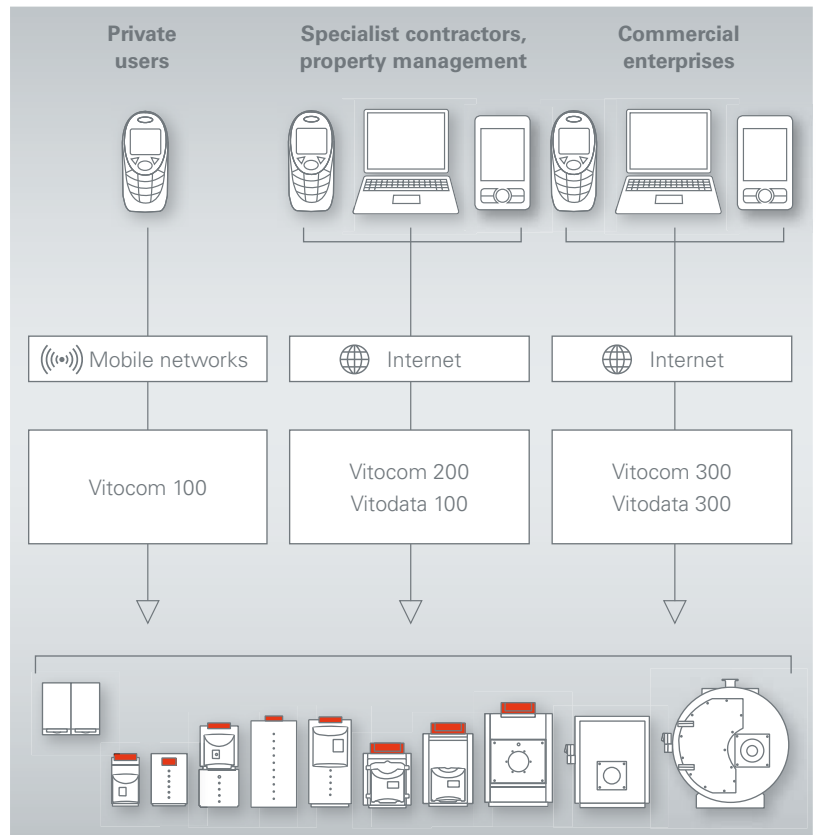 Private
users
Specialist contractors,
property management
Commercial
enterprises
Mobile networks
Internet
Internet
Vitocom 100
Vitocom 200
Vitodata 100
Vitocom 300
Vitodata 300